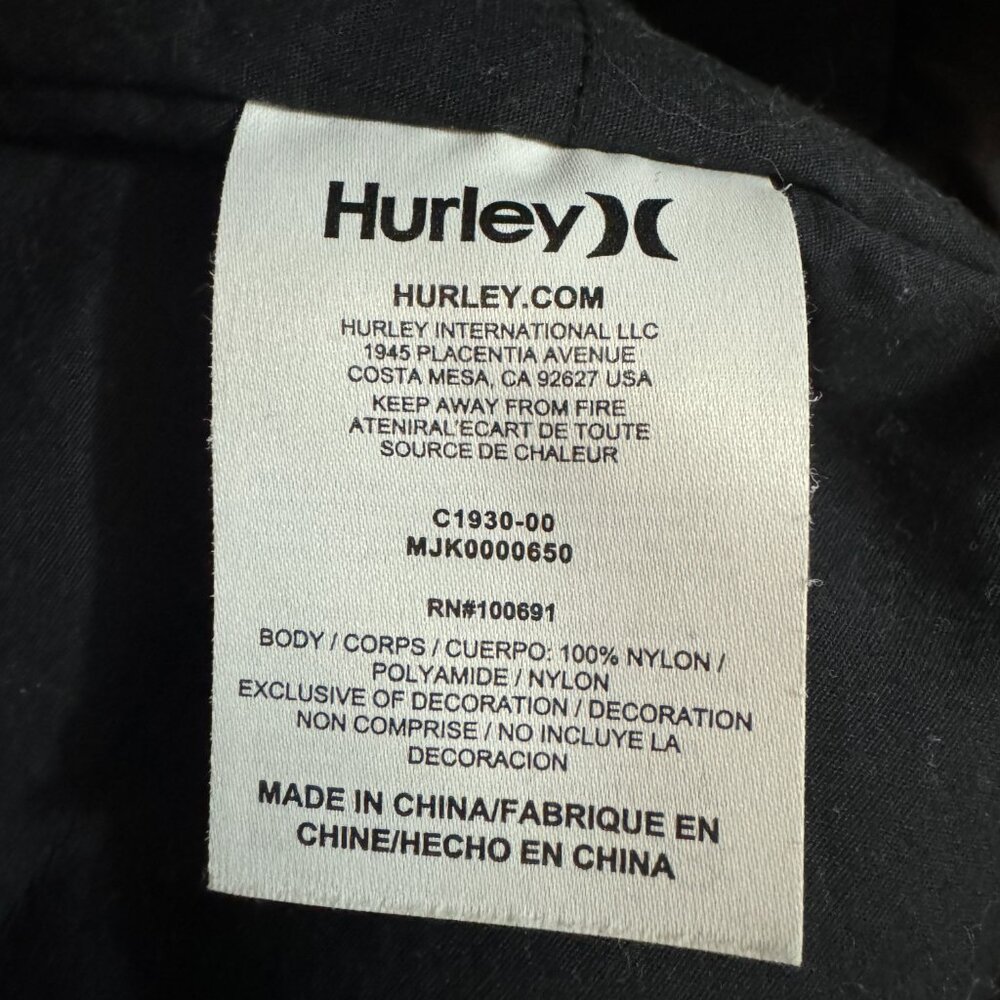 Hurley
HURLEY.COM
HURLEY INTERNATIONAL LLC
1945 PLACENTIA AVENUE
COSTA MESA, CA 92627 USA
KEEP AWAY FROM FIRE
ATENIRAL'ECART DE TOUTE
SOURCE DE CHALEUR
C1930-00
MJK0000650
RN#100691
BODY / CORPS / CUERPO: 100% NYLON /
POLYAMIDE / NYLON
EXCLUSIVE OF DECORATION / DECORATION
NON COMPRISE / NO INCLUYE LA
DECORACION
MADE IN CHINA/FABRIQUE EN
CHINE/HECHO EN CHINA